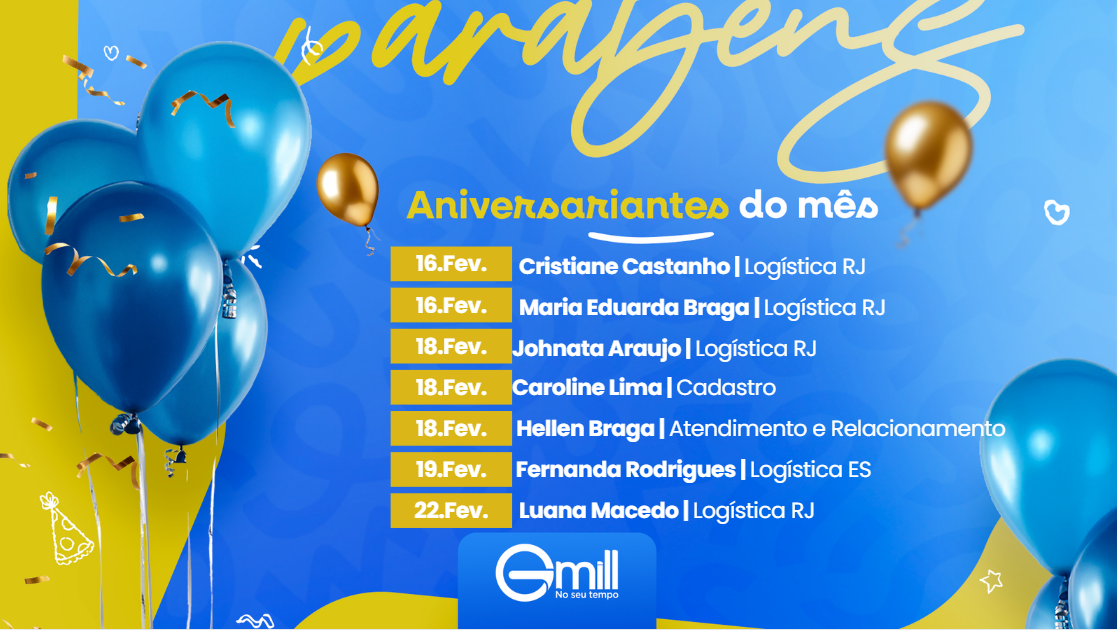 parabéns
Aniversariantes do mês
16.Fev. Cristiane Castanho | Logística RJ
16.Fev. Maria Eduarda Braga | Logística RJ
18.Fev. Johnata Araujo | Logística RJ
18.Fev. Caroline Lima | Cadastro
18.Fev. Hellen Braga | Atendimento e Relacionamento
19.Fev. Fernanda Rodrigues | Logística ES
22.Fev. Luana Macedo | Logística RJ
Gmill
No seu tempo